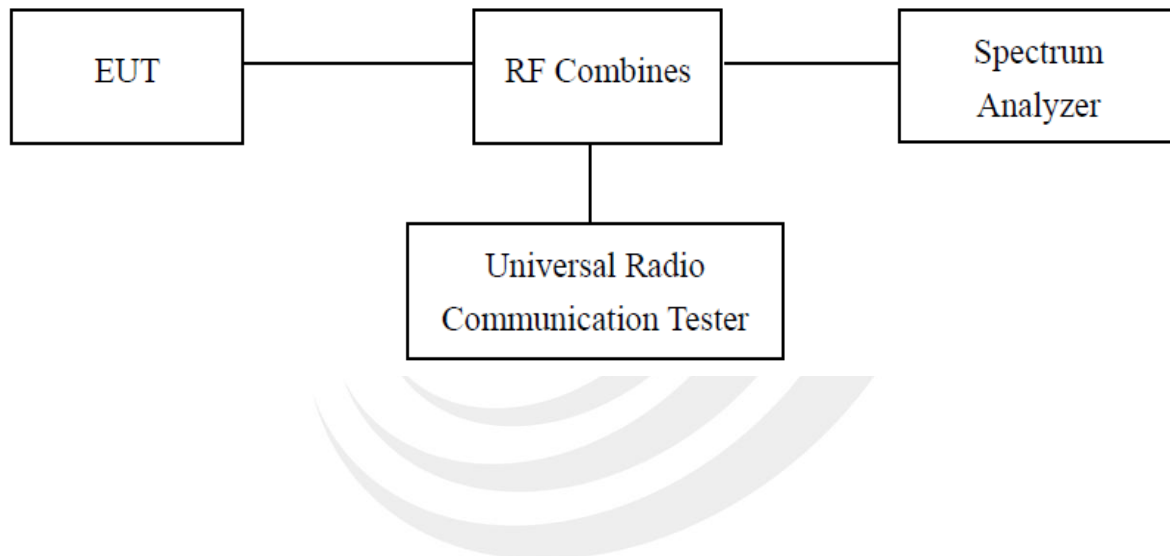 EUT
RF Combines
Spectrum
Analyzer
Universal Radio
Communication Tester